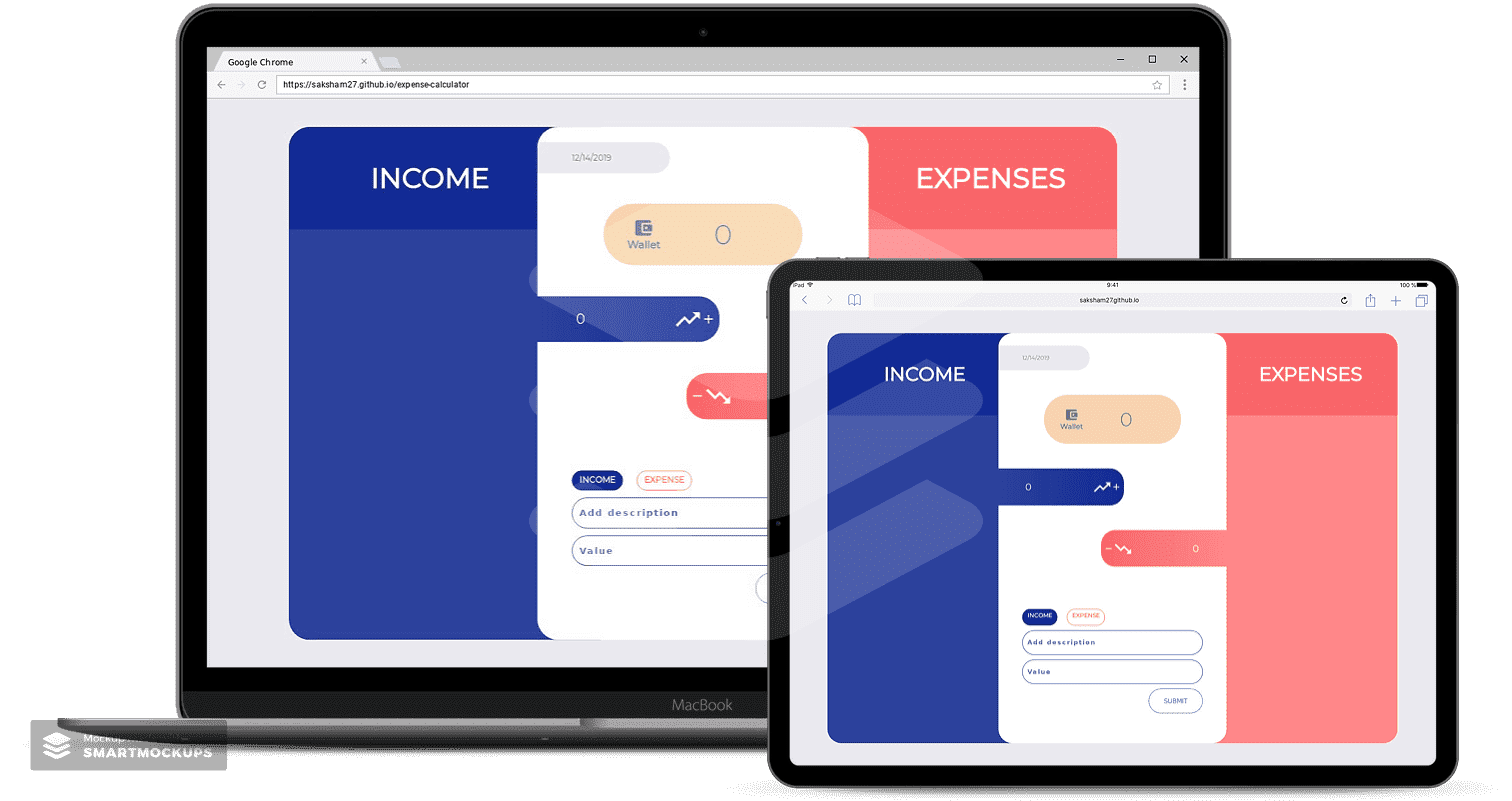 Google Chrome
https://saksham27.github.io/expense-calculator
INCOME
12/14/2019
EXPENSES
Wallet
0
0
INCOME
EXPENSE
Add description
Value
MacBook
iPad
9:41
100 %
saksham27.github.io
INCOME
12/14/2019
EXPENSES
Wallet
0
0
0
INCOME
EXPENSE
Add description
Value
SUBMIT
Mockup
SMARTMOCKUPS